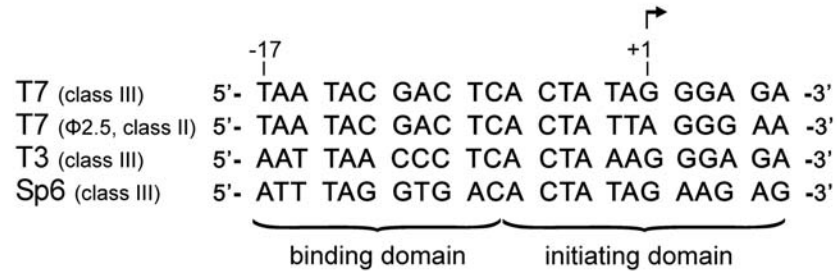 -17 +1
T7 (class III) 5'- TAA TAC GAC TCA CTA TAG GGA GA -3'
T7 (Φ2.5, class II) 5'- TAA TAC GAC TCA CTA TTA GGG AA -3'
T3 (class III) 5'- AAT TAA CCC TCA CTA AAG GGA GA -3'
Sp6 (class III) 5'- ATT TAG GTG ACA CTA TAG AAG AG -3'
binding domain initiating domain